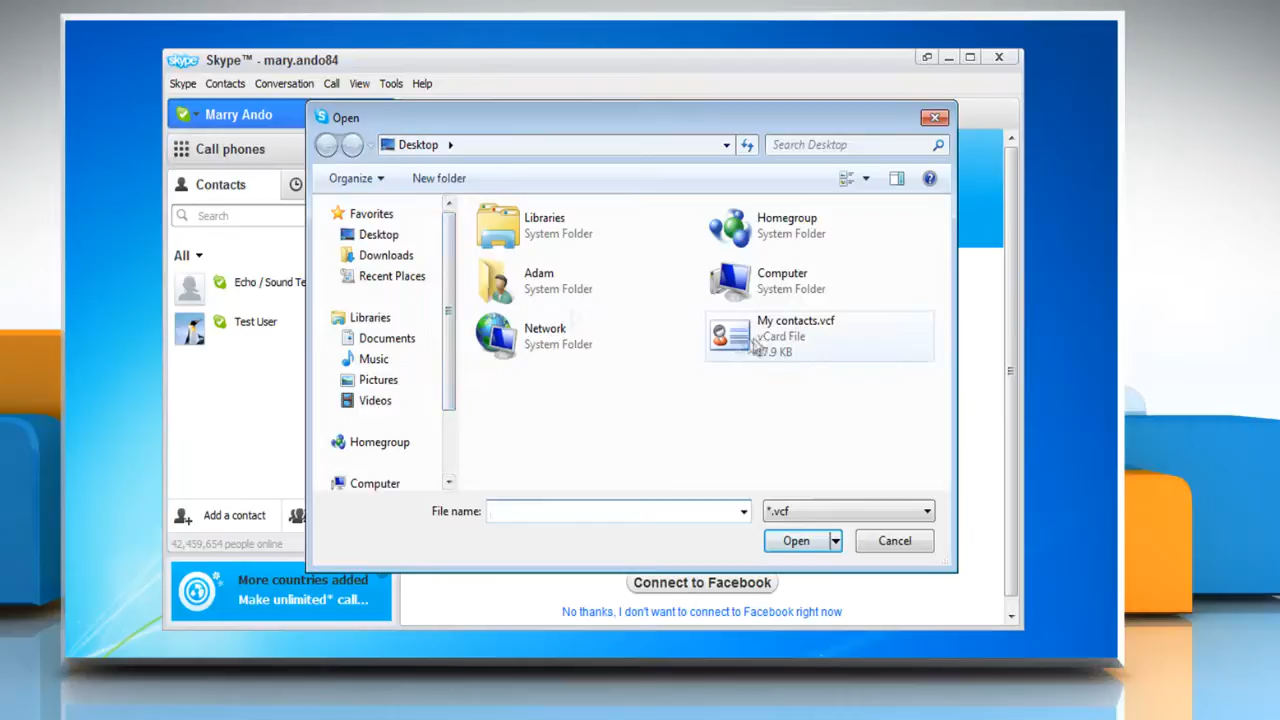 Skype™ - mary.ando84
Skype Contacts Conversation Call View Tools Help
Marry Ando
Call phones
Contacts
Search
All
Echo / Sound Te
Test User
Add a contact
42,459,654 people online
More countries added
Make unlimited* call...
Open
Desktop
Search Desktop
Organize New folder
Favorites
Desktop
Downloads
Recent Places
Libraries
Documents
Music
Pictures
Videos
Homegroup
Computer
Libraries
System Folder
Homegroup
System Folder
Adam
System Folder
Computer
System Folder
Network
System Folder
My contacts.vcf
vCard File
17.9 KB
File name:
*.vcf
Open Cancel
Connect to Facebook
No thanks, I don't want to connect to Facebook right now